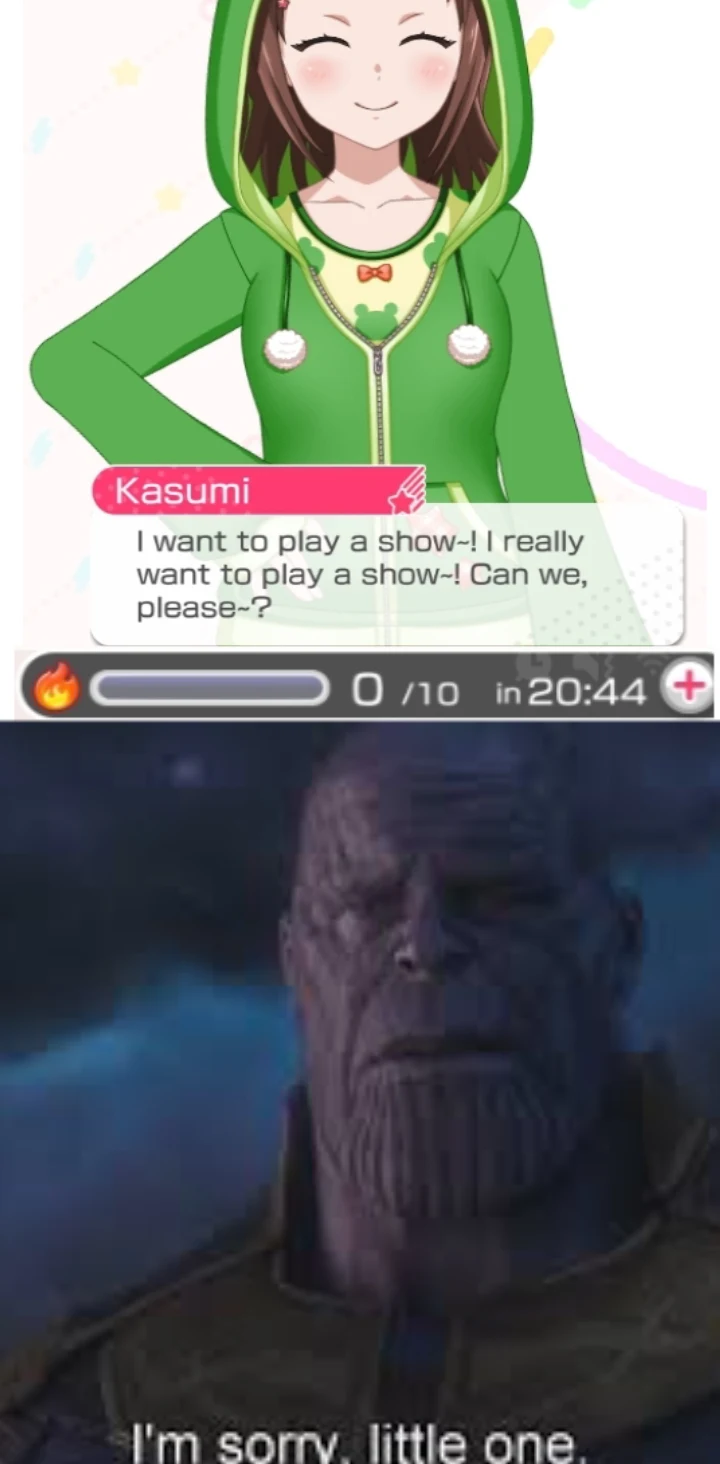 Kasumi
I want to play a show~! I really
want to play a show~! Can we,
please~?
0 /10 in 20:44
I'm sorry, little one.